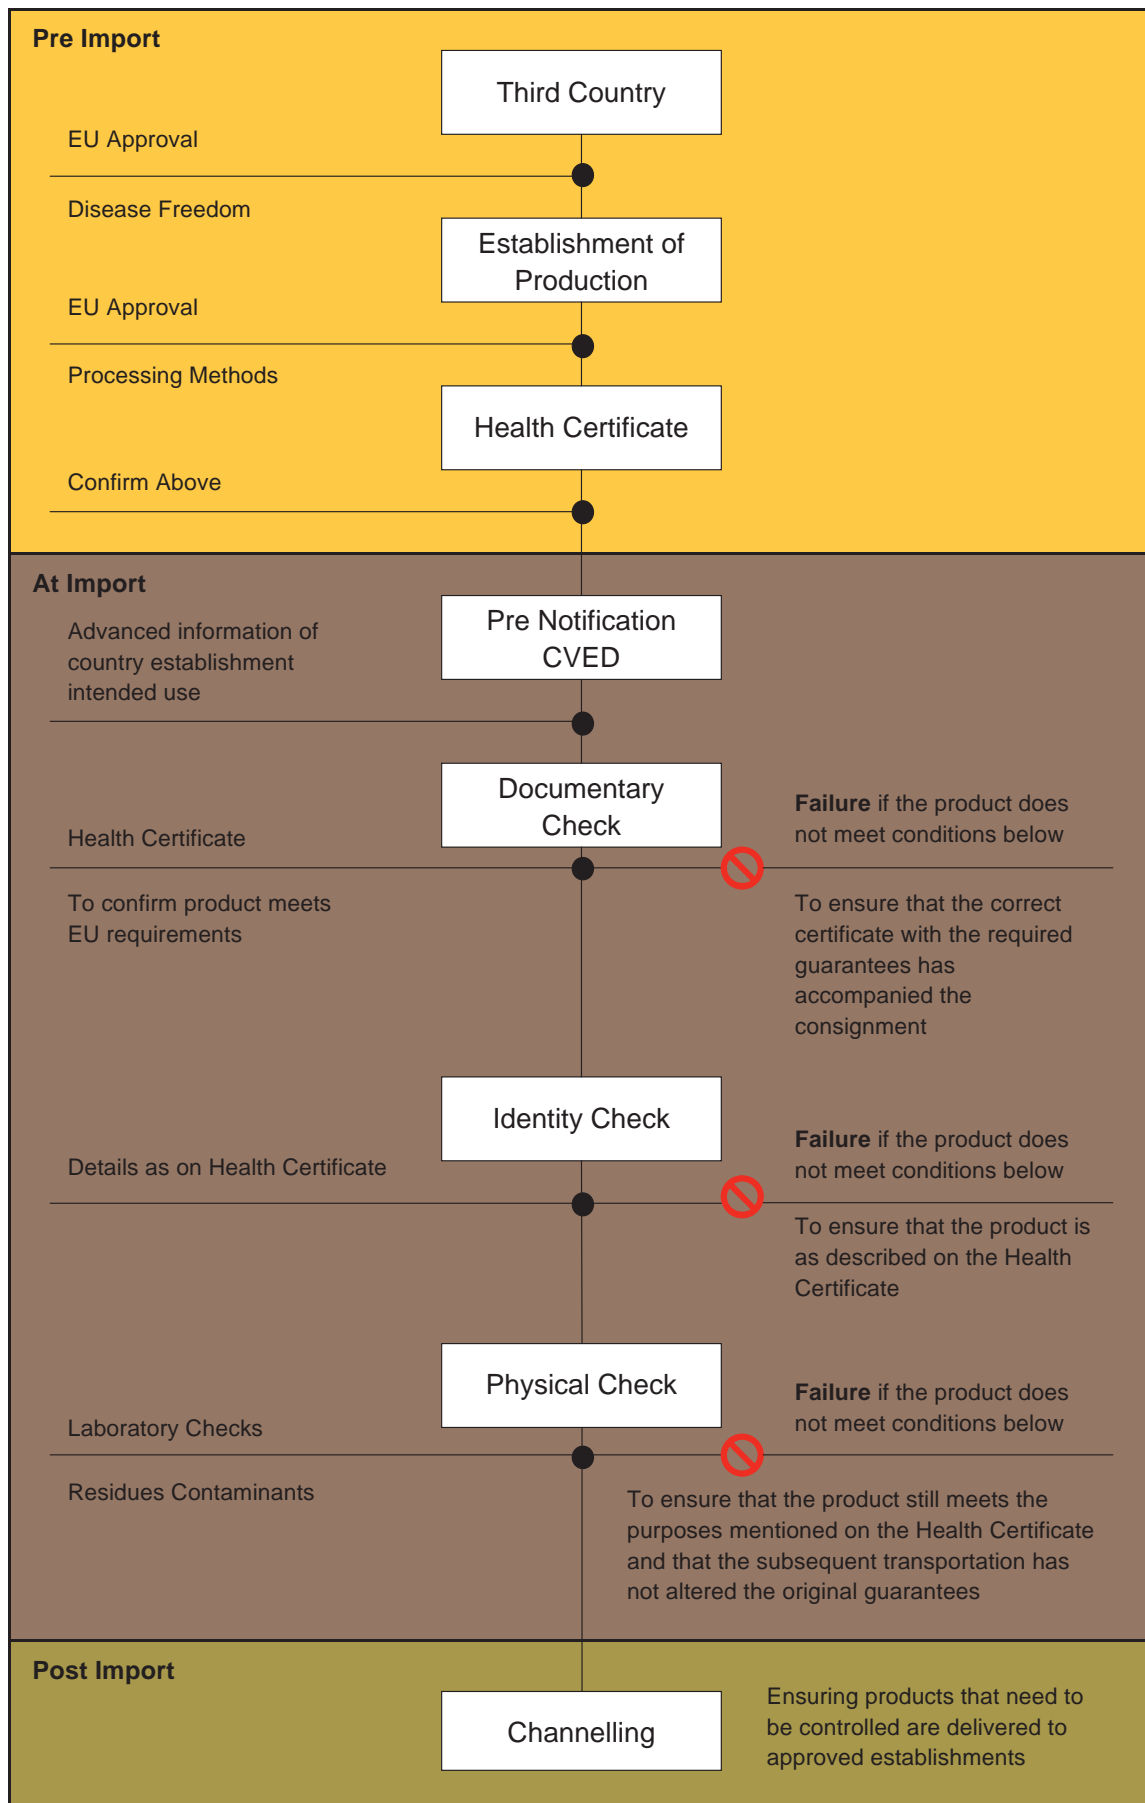 Pre Import
Third Country
EU Approval
Disease Freedom
Establishment of
Production
EU Approval
Processing Methods
Health Certificate
Confirm Above
At Import
Pre Notification
CVED
Advanced information of
country establishment
intended use
Documentary
Check
Health Certificate
Failure if the product does
not meet conditions below
To confirm product meets
EU requirements
To ensure that the correct
certificate with the required
guarantees has
accompanied the
consignment
Identity Check
Details as on Health Certificate
Failure if the product does
not meet conditions below
To ensure that the product is
as described on the Health
Certificate
Physical Check
Laboratory Checks
Failure if the product does
not meet conditions below
Residues Contaminants
To ensure that the product still meets the
purposes mentioned on the Health Certificate
and that the subsequent transportation has
not altered the original guarantees
Post Import
Channelling
Ensuring products that need to
be controlled are delivered to
approved establishments